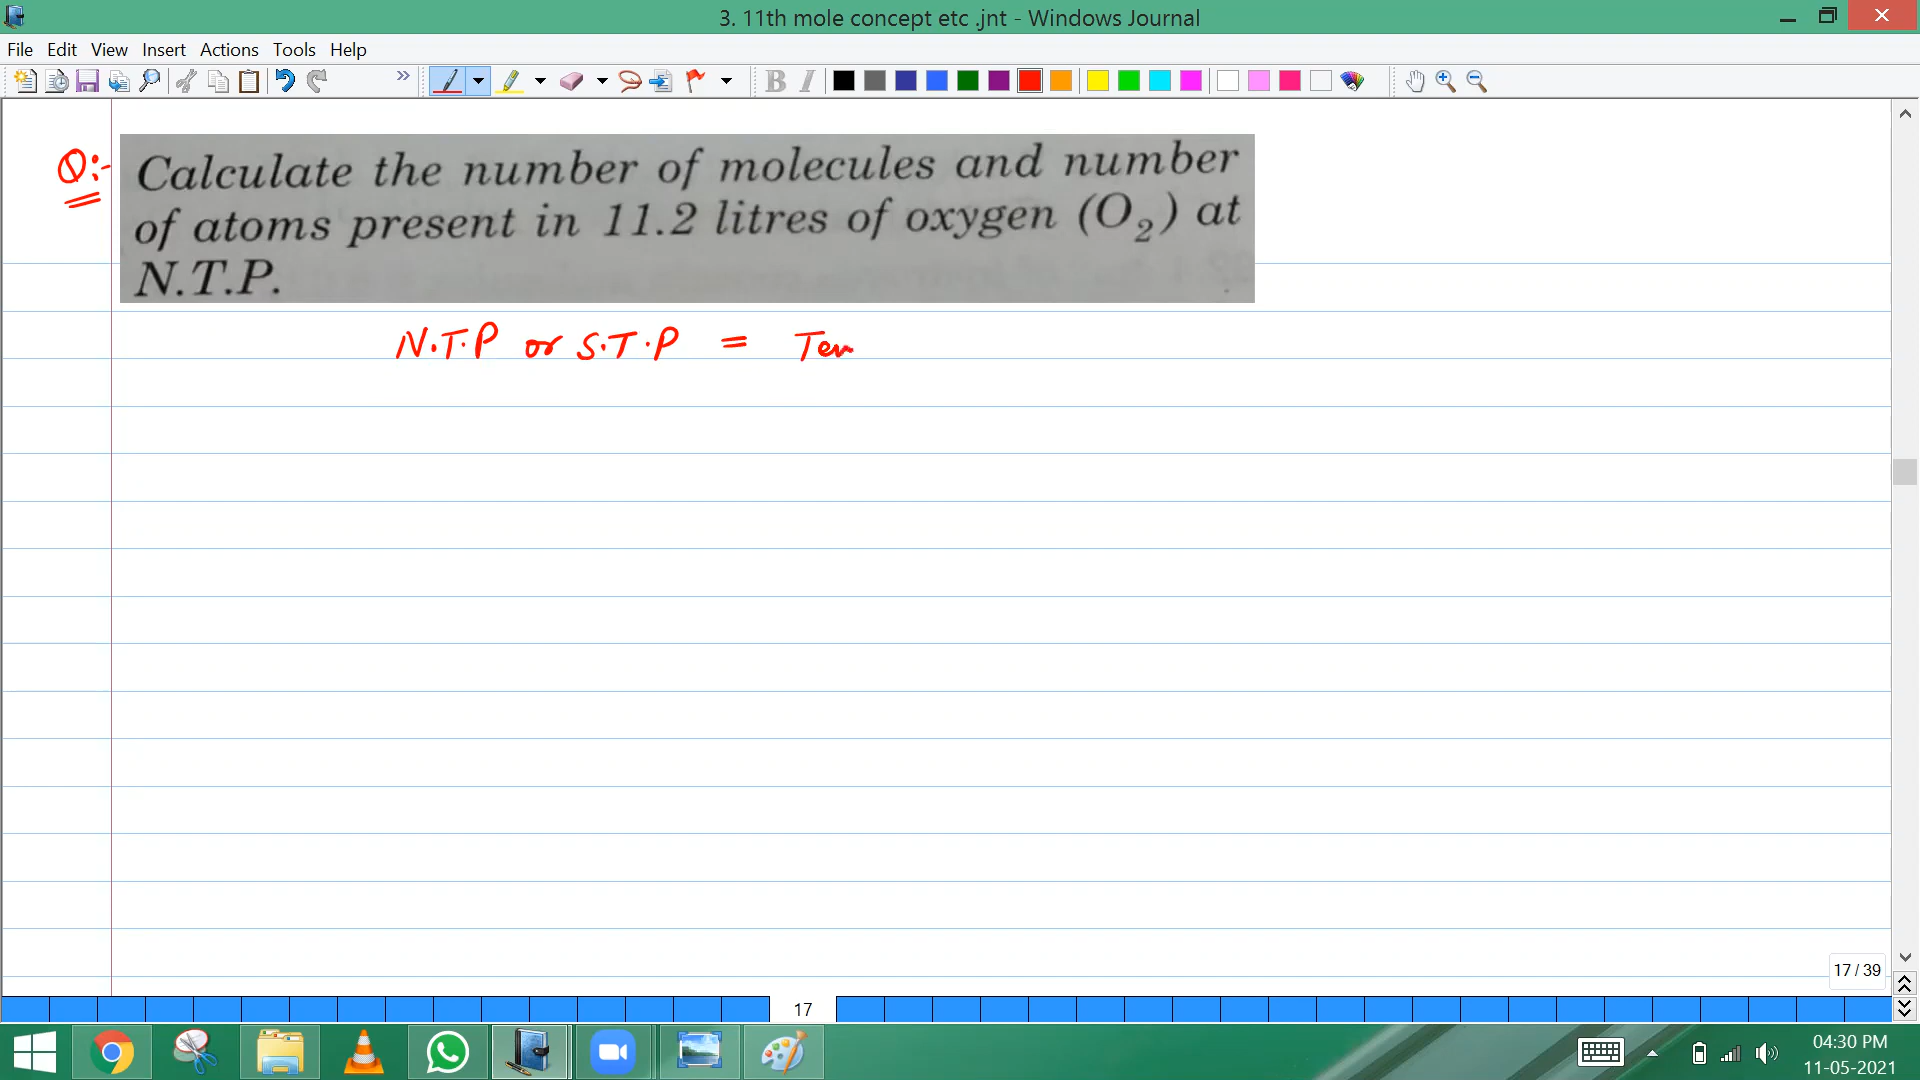 3. 11th mole concept etc .jnt - Windows Journal
File Edit View Insert Actions Tools Help
B I
Q:-
Calculate the number of molecules and number
of atoms present in 11.2 litres of oxygen (O₂) at
N.T.P.
N.T.P or S.T.P = Tem
17 / 39
17
04:30 PM
11-05-2021